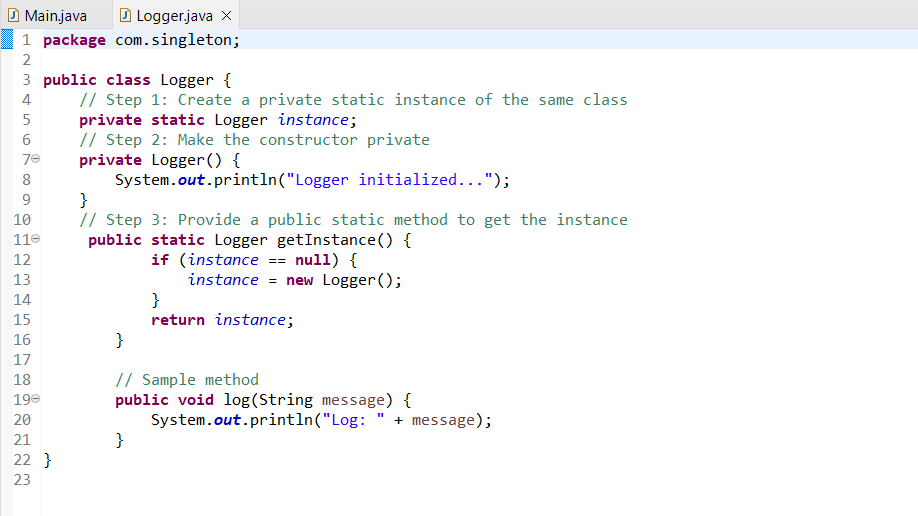 Main.java
Logger.java
1 package com.singleton;
2
3 public class Logger {
4 // Step 1: Create a private static instance of the same class
5 private static Logger instance;
6 // Step 2: Make the constructor private
7 private Logger() {
8 System.out.println("Logger initialized...");
9 }
10 // Step 3: Provide a public static method to get the instance
11 public static Logger getInstance() {
12 if (instance == null) {
13 instance = new Logger();
14 }
15 return instance;
16 }
17
18 // Sample method
19 public void log(String message) {
20 System.out.println("Log: " + message);
21 }
22 }
23